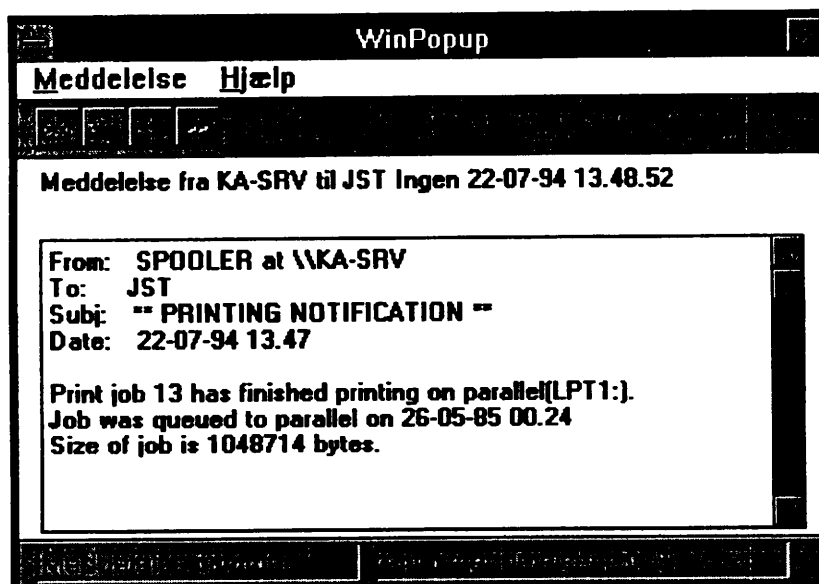 WinPopup
Meddelelse Hjælp
Meddelelse fra KA-SRV til JST Ingen 22-07-94 13.48.52
From: SPOOLER at \\KA-SRV
To: JST
Subj: ** PRINTING NOTIFICATION **
Date: 22-07-94 13.47
Print job 13 has finished printing on parallel(LPT1:).
Job was queued to parallel on 26-05-85 00.24
Size of job is 1048714 bytes.